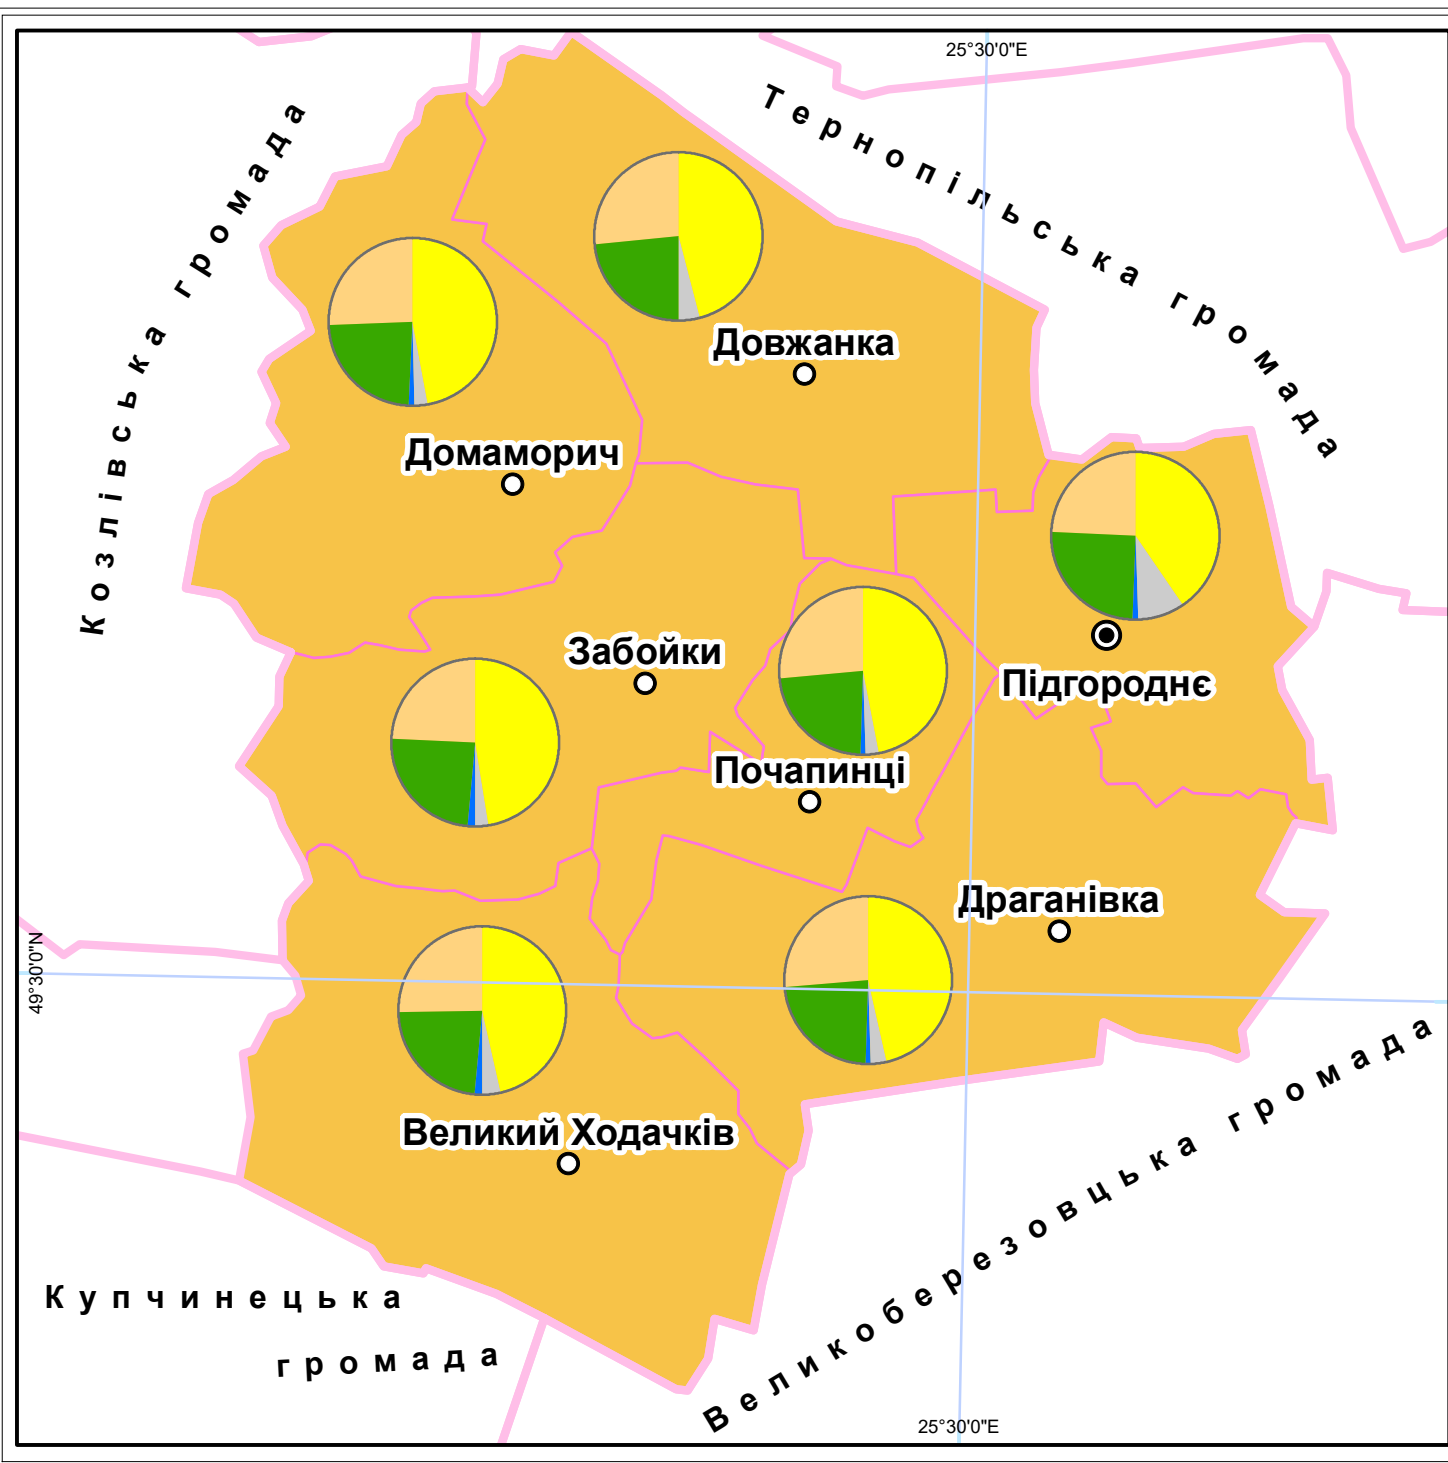 25°30'0"E
Тернопільська громада
Козлівська громада
Довжанка
Домаморич
Забойки
Підгороднє
Почапинці
Драганівка
49°30'0"N
Великий Ходачків
Великоберезовцька громада
Купчинецька
громада
25°30'0"E